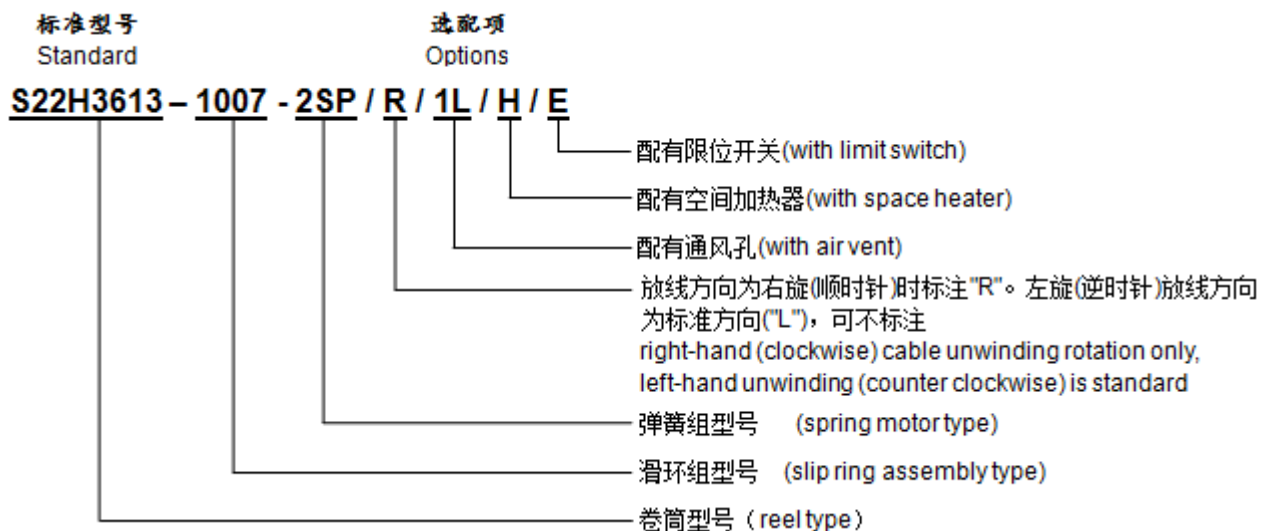 标准型号 选配项
Standard Options
S22H3613 – 1007 - 2SP / R / 1L / H / E
配有限位开关(with limit switch)
配有空间加热器(with space heater)
配有通风孔(with air vent)
放线方向为右旋(顺时针)时标注"R"。左旋(逆时针)放线方向
为标准方向("L")，可不标注
right-hand (clockwise) cable unwinding rotation only,
left-hand unwinding (counter clockwise) is standard
弹簧组型号 (spring motor type)
滑环组型号 (slip ring assembly type)
卷筒型号（reel type）